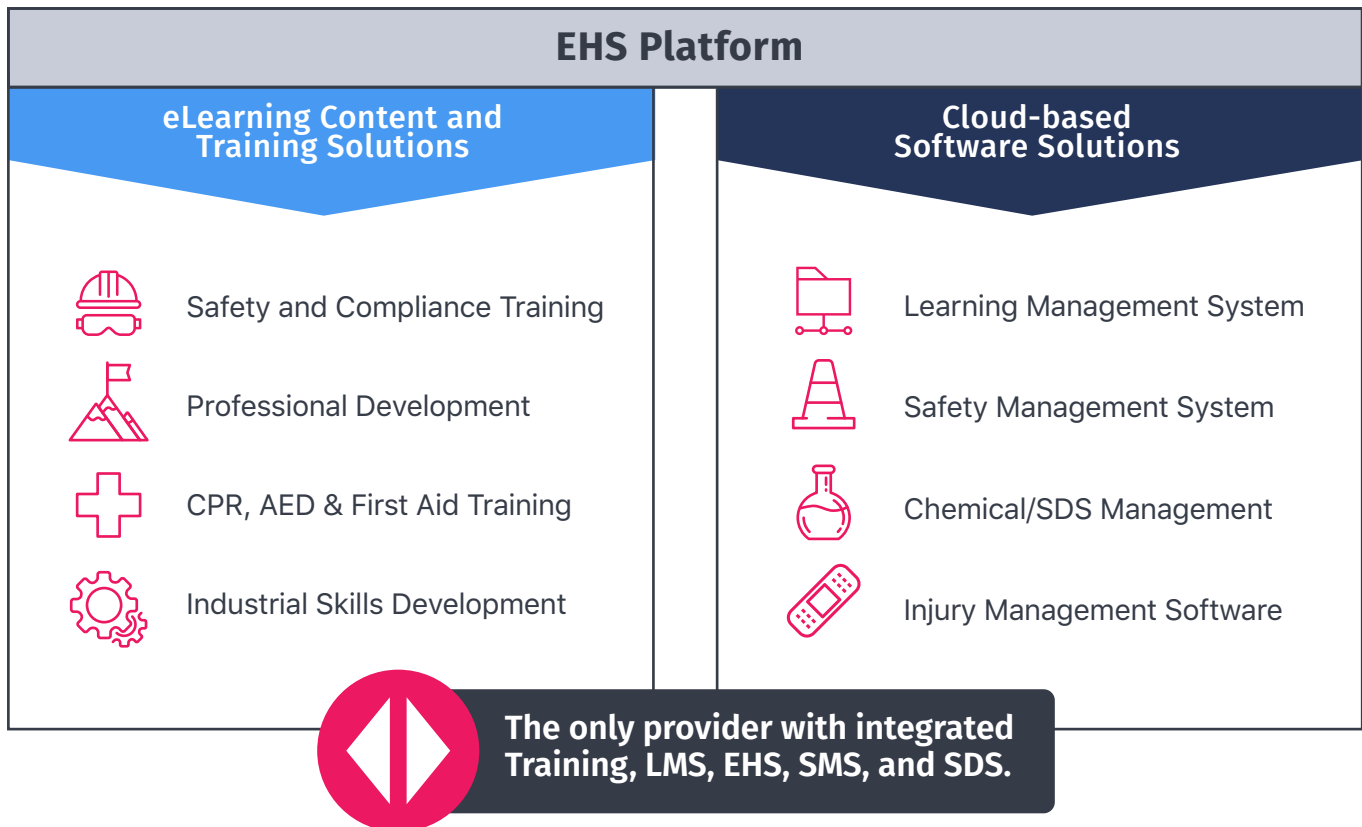 EHS Platform
eLearning Content and
Training Solutions
Safety and Compliance Training
Professional Development
CPR, AED & First Aid Training
Industrial Skills Development
Cloud-based
Software Solutions
Learning Management System
Safety Management System
Chemical/SDS Management
Injury Management Software
The only provider with integrated
Training, LMS, EHS, SMS, and SDS.